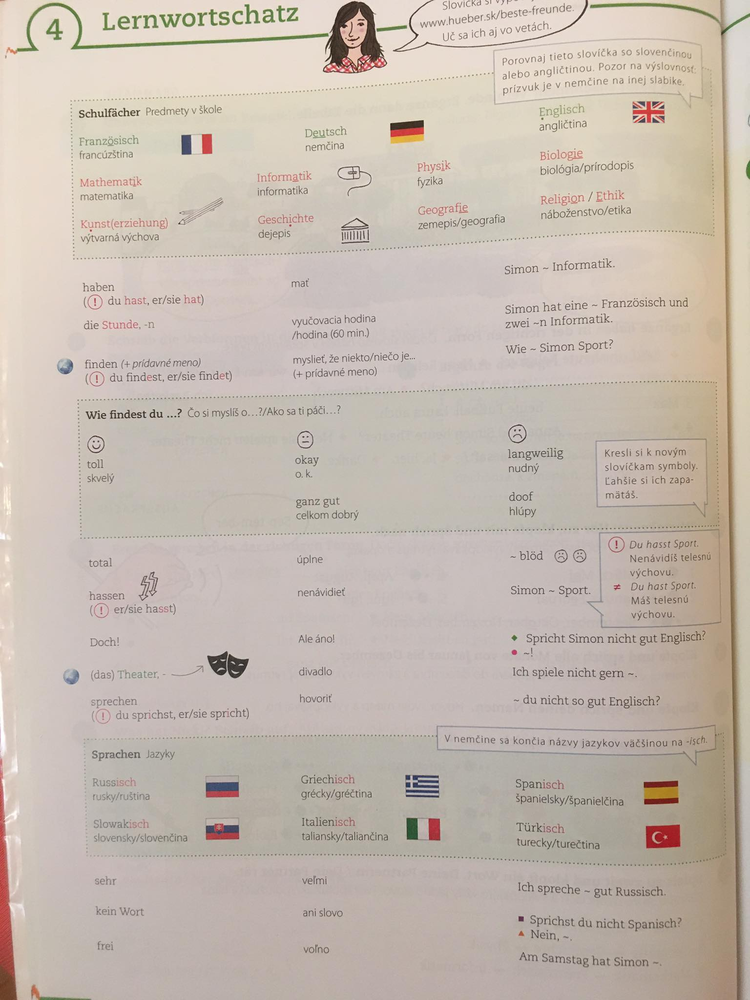 4
Lernwortschatz
Slovíčka si
www.hueber.sk/beste-freunde.
Uč sa ich aj vo vetách.
Porovnaj tieto slovíčka so slovenčinou
alebo angličtinou. Pozor na výslovnosť:
prízvuk je v nemčine na inej slabike.
Schulfächer Predmety v škole
Französisch
francúzština
Deutsch
nemčina
Englisch
angličtina
Mathematik
matematika
Informatik
informatika
Physik
fyzika
Biologie
biológia/prírodopis
Kunst(erziehung)
výtvarná výchova
Geschichte
dejepis
Geografie
zemepis/geografia
Religion / Ethik
náboženstvo/etika
haben
(! du hast, er/sie hat)
mať
Simon ~ Informatik.
die Stunde, -n
vyučovacia hodina
/hodina (60 min.)
Simon hat eine ~ Französisch und
zwei ~n Informatik.
finden (+ prídavné meno)
(! du findest, er/sie findet)
myslieť, že niekto/niečo je...
(+ prídavné meno)
Wie ~ Simon Sport?
Wie findest du ...? Čo si myslíš o...?/Ako sa ti páči...?
toll
skvelý
okay
o. k.
ganz gut
celkom dobrý
langweilig
nudný
doof
hlúpy
Kresli si k novým
slovíčkam symboly.
Ľahšie si ich zapa-
mätáš.
total
úplne
~ blöd
hassen
(! er/sie hasst)
nenávidieť
Simon ~ Sport.
! Du hasst Sport.
Nenávidíš telesnú
výchovu.
≠ Du hast Sport.
Máš telesnú
výchovu.
Doch!
Ale áno!
◆ Spricht Simon nicht gut Englisch?
● ~!
(das) Theater, -
divadlo
Ich spiele nicht gern ~.
sprechen
(! du sprichst, er/sie spricht)
hovoriť
~ du nicht so gut Englisch?
V nemčine sa končia názvy jazykov väčšinou na -isch.
Sprachen Jazyky
Russisch
rusky/ruština
Griechisch
grécky/gréčtina
Spanisch
španielsky/španielčina
Slowakisch
slovensky/slovenčina
Italienisch
taliansky/taliančina
Türkisch
turecky/turečtina
sehr
veľmi
Ich spreche ~ gut Russisch.
kein Wort
ani slovo
■ Sprichst du nicht Spanisch?
▲ Nein, ~.
frei
voľno
Am Samstag hat Simon ~.